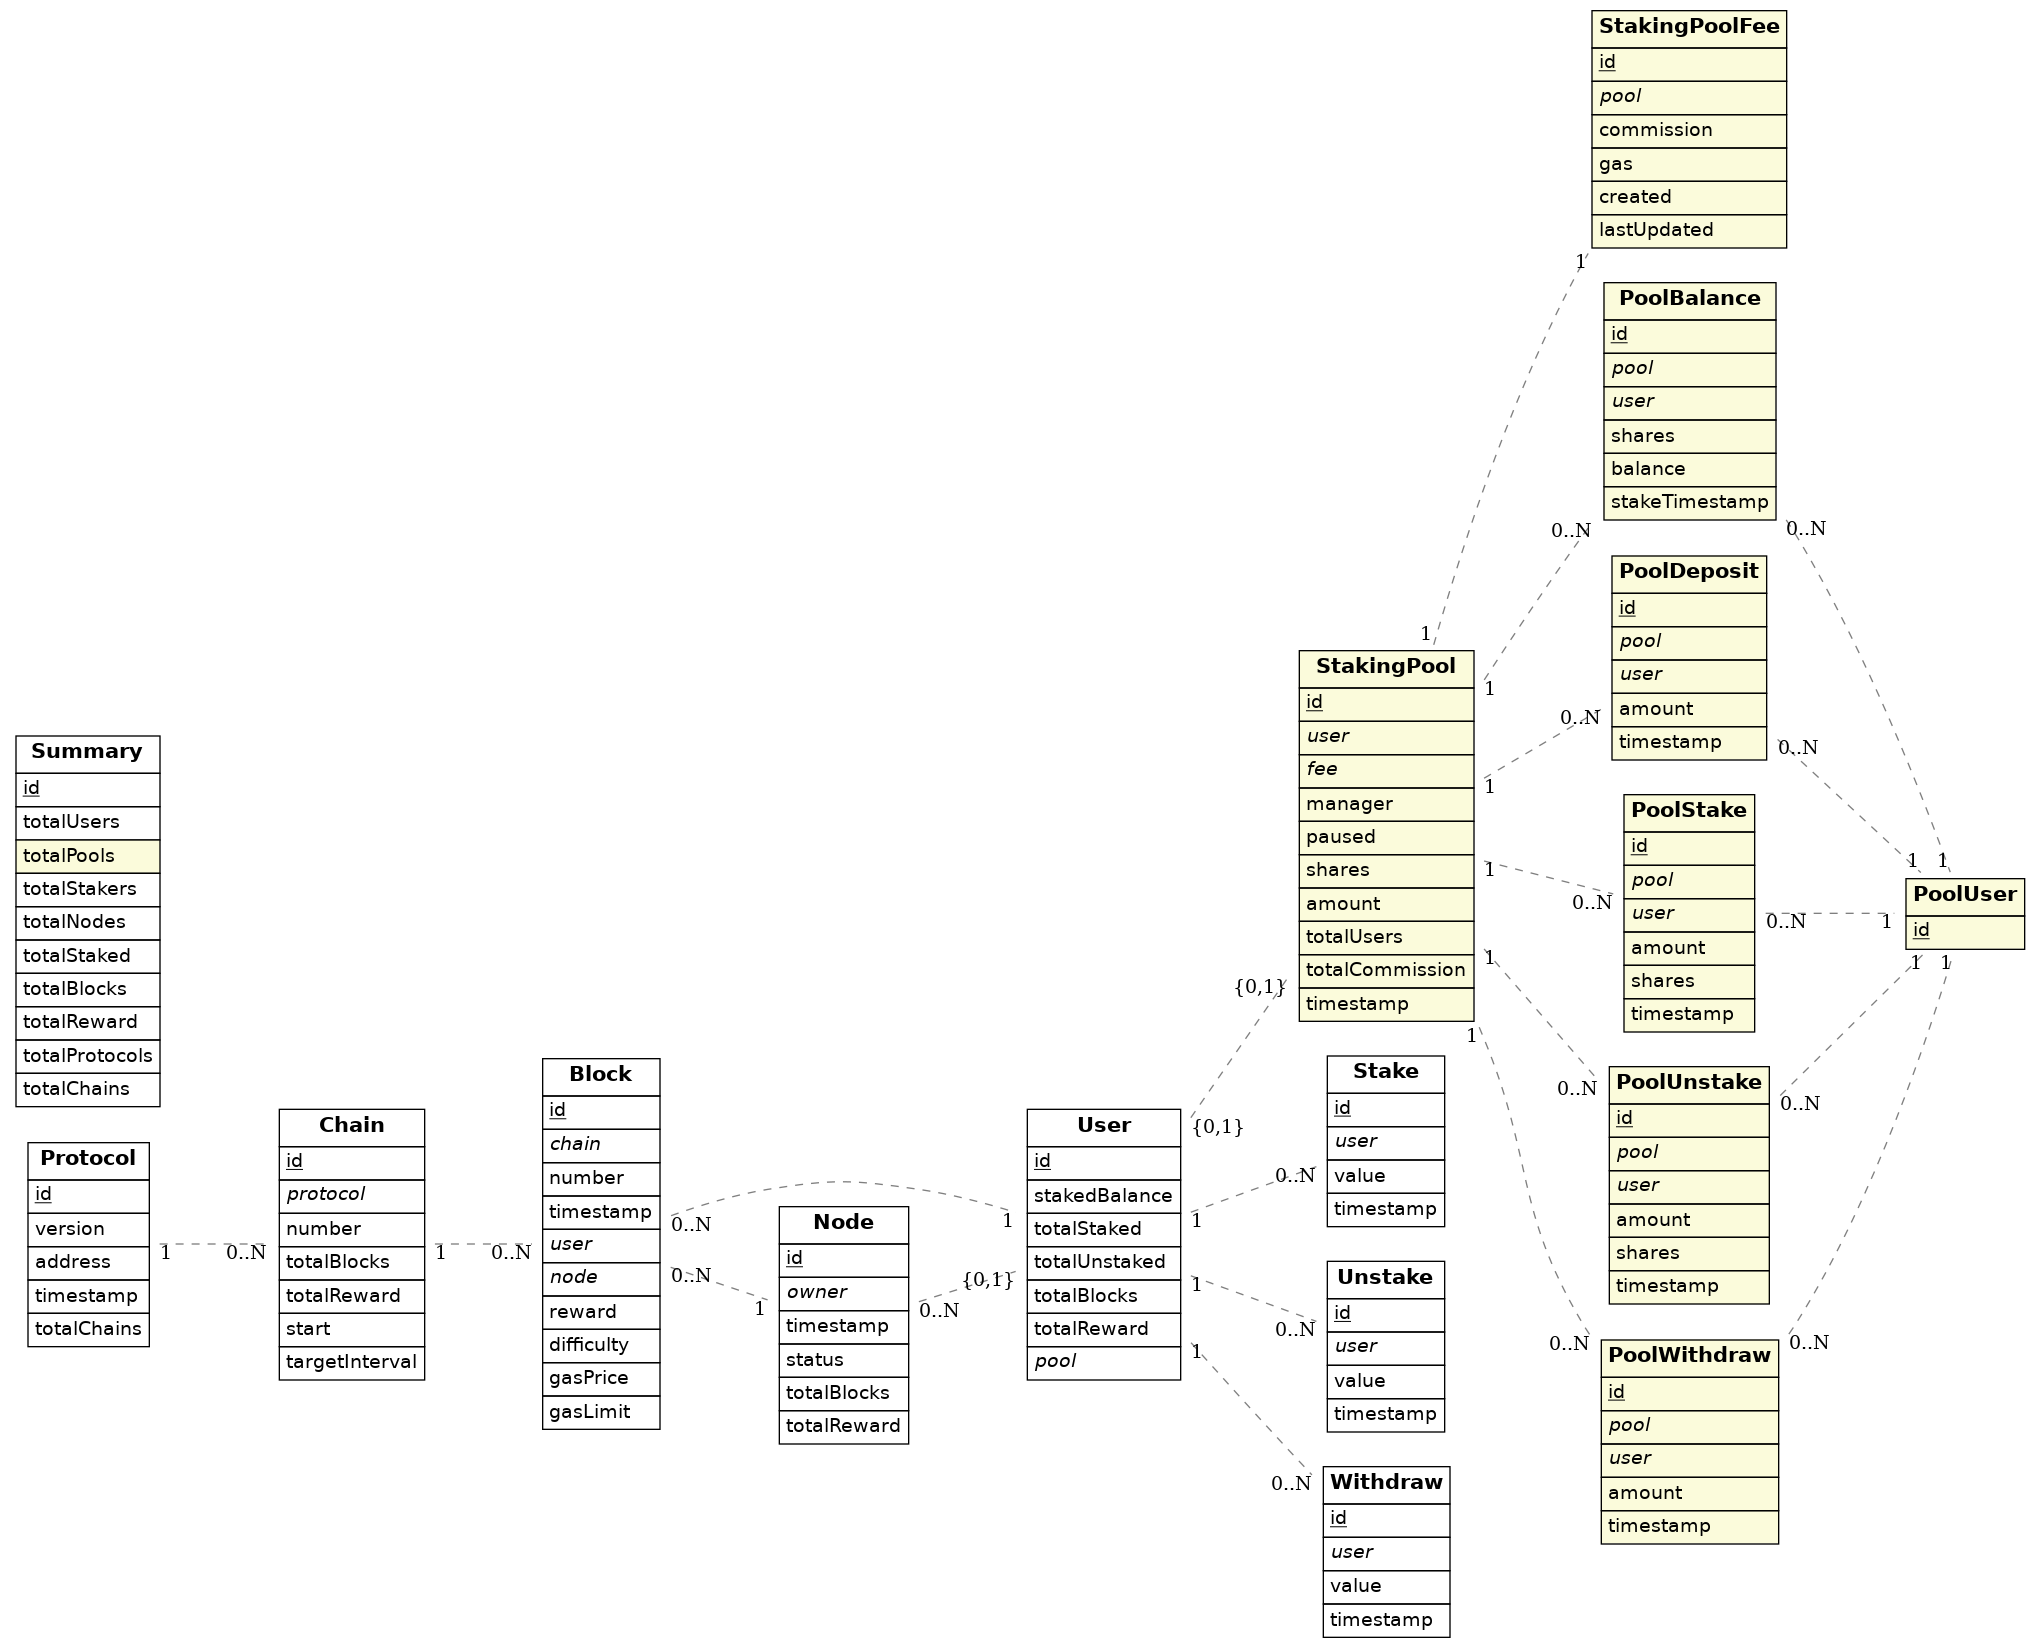 Summary
id
totalUsers
totalPools
totalStakers
totalNodes
totalStaked
totalBlocks
totalReward
totalProtocols
totalChains
Protocol
id
version
address
timestamp
totalChains
1
0..N
Chain
id
protocol
number
totalBlocks
totalReward
start
targetInterval
1
0..N
Block
id
chain
number
timestamp
user
node
reward
difficulty
gasPrice
gasLimit
0..N
1
0..N
1
Node
id
owner
timestamp
status
totalBlocks
totalReward
0..N
{0,1}
User
id
stakedBalance
totalStaked
totalUnstaked
totalBlocks
totalReward
pool
{0,1}
{0,1}
1
0..N
1
0..N
1
0..N
StakingPool
id
user
fee
manager
paused
shares
amount
totalUsers
totalCommission
timestamp
Stake
id
user
value
timestamp
Unstake
id
user
value
timestamp
Withdraw
id
user
value
timestamp
1
1
1
0..N
1
0..N
1
0..N
1
0..N
1
0..N
StakingPoolFee
id
pool
commission
gas
created
lastUpdated
PoolBalance
id
pool
user
shares
balance
stakeTimestamp
PoolDeposit
id
pool
user
amount
timestamp
PoolStake
id
pool
user
amount
shares
timestamp
PoolUnstake
id
pool
user
amount
shares
timestamp
PoolWithdraw
id
pool
user
amount
timestamp
0..N
1
0..N
1
0..N
1
0..N
1
0..N
1
PoolUser
id